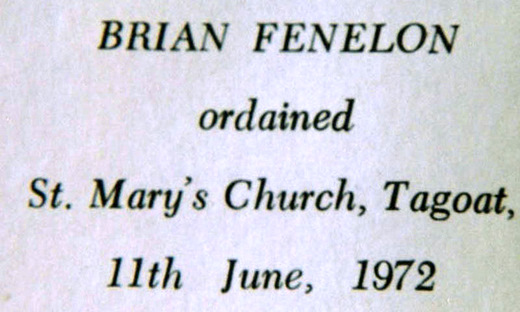 BRIAN FENELON
ordained
St. Mary's Church, Tagoat,
11th June, 1972